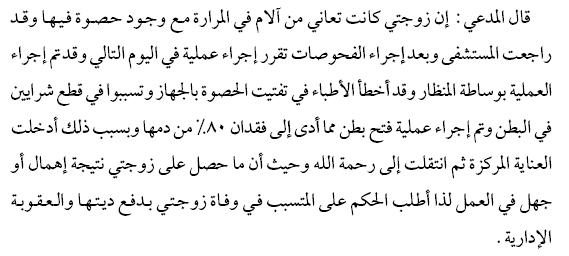 قال المدعي : إن زوجتي كانت تعاني من آلام في المرارة مع وجود حصوة فيها وقد
راجعت المستشفى وبعد إجراء الفحوصات تقرر إجراء عملية في اليوم التالي وقد تم إجراء
العملية بوساطة المنظار وقد أخطأ الأطباء في تفتيت الحصوة بالجهاز وتسببوا في قطع شرايين
في البطن وتم إجراء عملية فتح بطن مما أدى إلى فقدان ٨٠٪ من دمها وبسبب ذلك أدخلت
العناية المركزة ثم انتقلت إلى رحمة الله وحيث أن ما حصل على زوجتي نتيجة إهمال أو
جهل في العمل لذا أطلب الحكم على المتسبب في وفاة زوجتي بدفع ديتها والعقوبة
الإدارية .